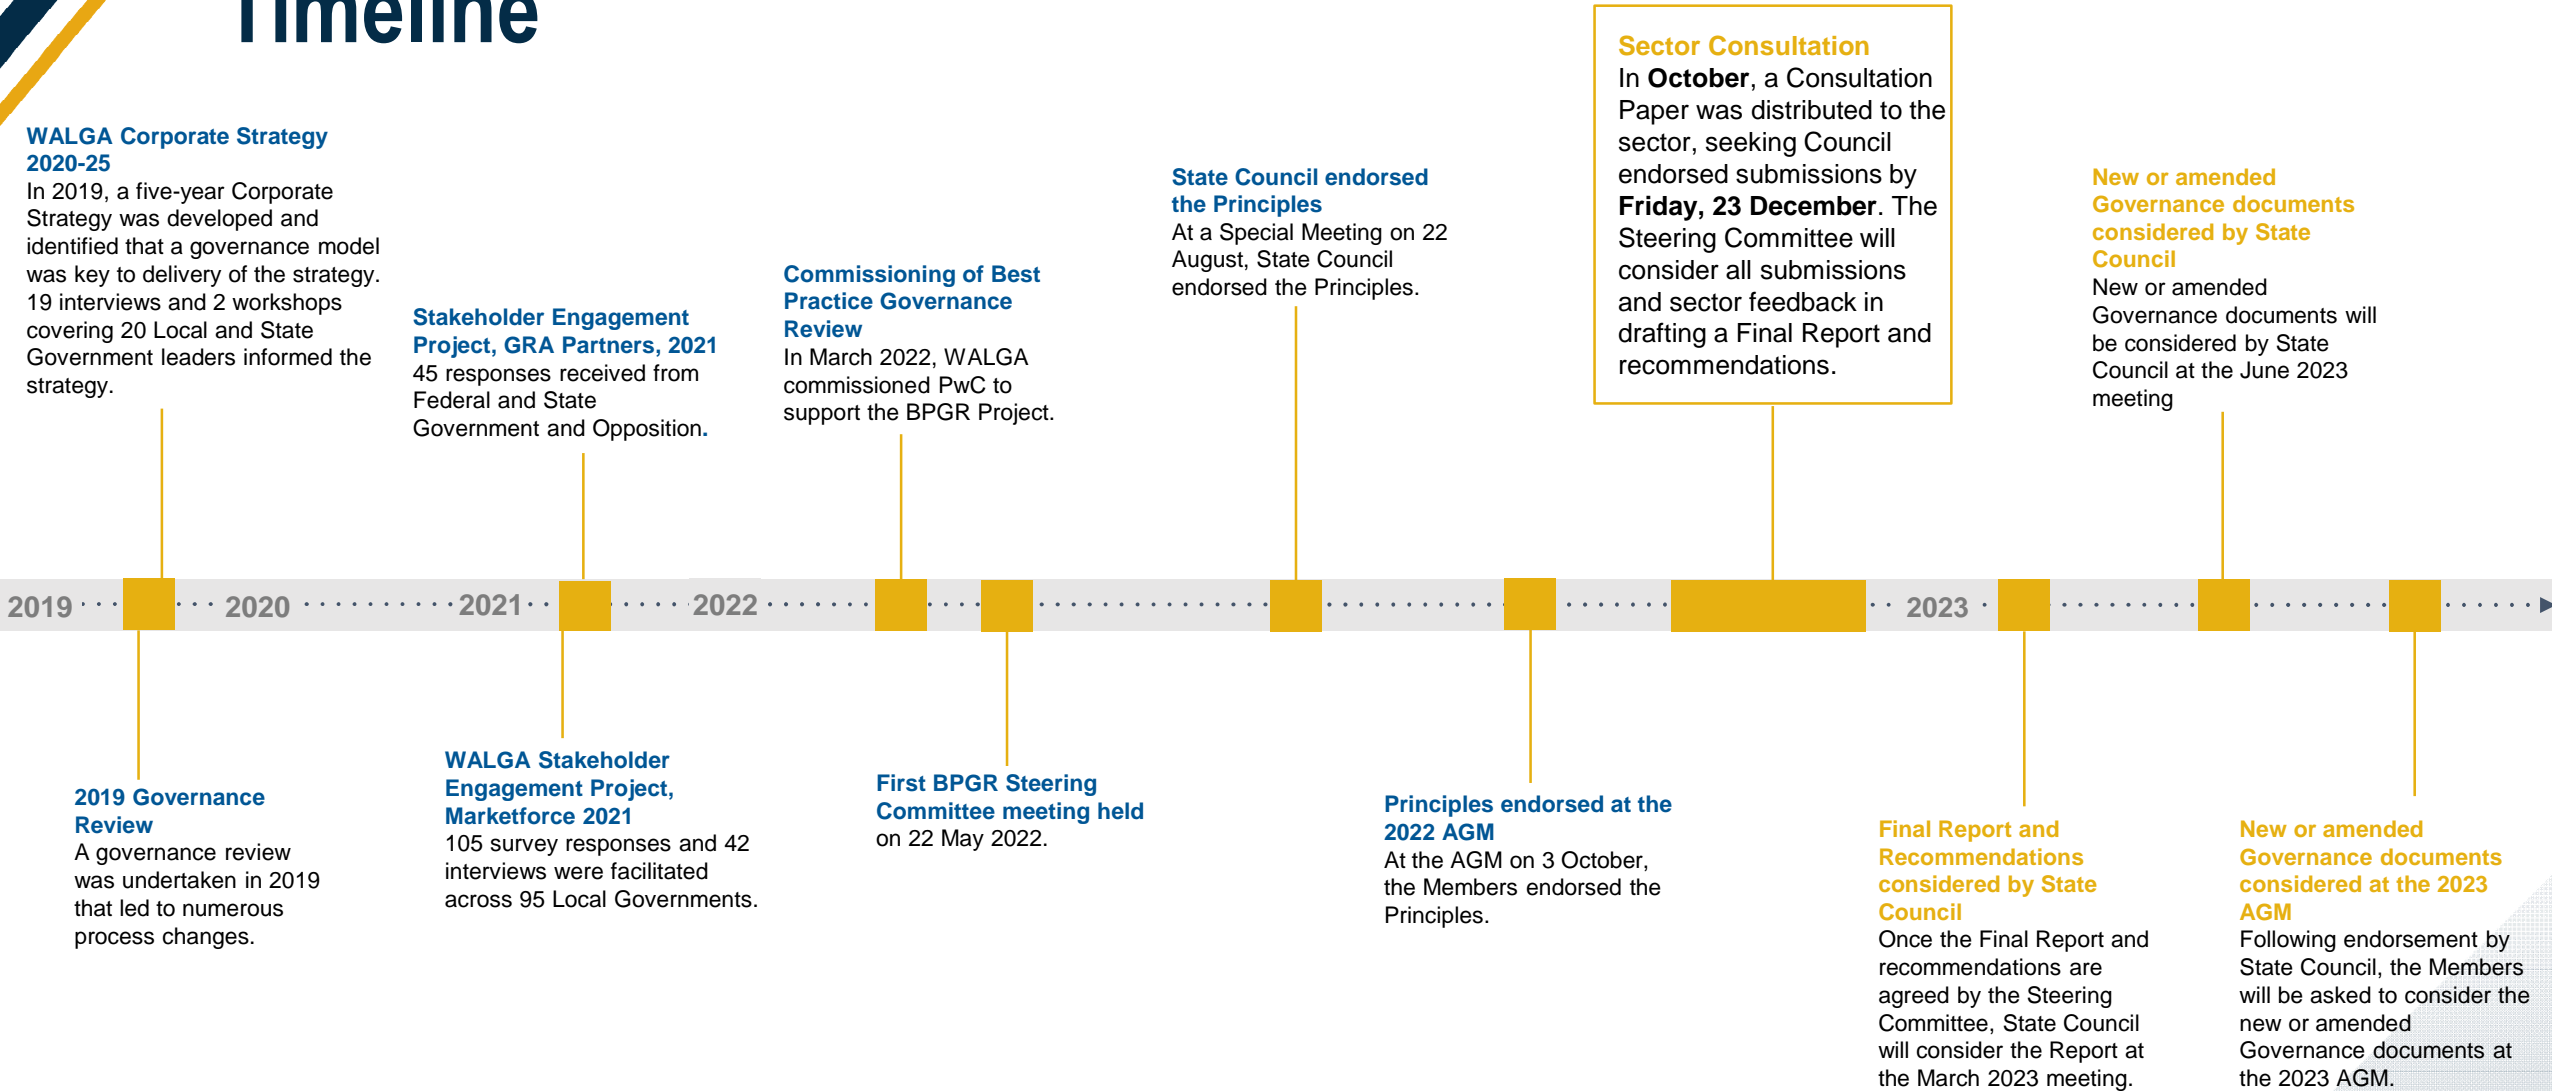 Timeline
WALGA Corporate Strategy
2020-25
In 2019, a five-year Corporate
Strategy was developed and
identified that a governance model
was key to delivery of the strategy.
19 interviews and 2 workshops
covering 20 Local and State
Government leaders informed the
strategy.
Stakeholder Engagement
Project, GRA Partners, 2021
45 responses received from
Federal and State
Government and Opposition.
Commissioning of Best
Practice Governance
Review
In March 2022, WALGA
commissioned PwC to
support the BPGR Project.
State Council endorsed
the Principles
At a Special Meeting on 22
August, State Council
endorsed the Principles.
Sector Consultation
In October, a Consultation
Paper was distributed to the
sector, seeking Council
endorsed submissions by
Friday, 23 December. The
Steering Committee will
consider all submissions
and sector feedback in
drafting a Final Report and
recommendations.
New or amended
Governance documents
considered by State
Council
New or amended
Governance documents will
be considered by State
Council at the June 2023
meeting
2019
2020
2021
2022
2023
2019 Governance
Review
A governance review
was undertaken in 2019
that led to numerous
process changes.
WALGA Stakeholder
Engagement Project,
Marketforce 2021
105 survey responses and 42
interviews were facilitated
across 95 Local Governments.
First BPGR Steering
Committee meeting held
on 22 May 2022.
Principles endorsed at the
2022 AGM
At the AGM on 3 October,
the Members endorsed the
Principles.
Final Report and
Recommendations
considered by State
Council
Once the Final Report and
recommendations are
agreed by the Steering
Committee, State Council
will consider the Report at
the March 2023 meeting.
New or amended
Governance documents
considered at the 2023
AGM
Following endorsement by
State Council, the Members
will be asked to consider the
new or amended
Governance documents at
the 2023 AGM.